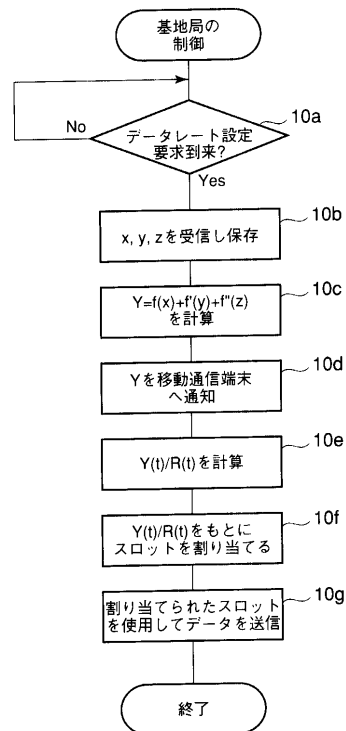 基地局の
制御
10a
No
データレート設定
要求到来?
Yes
10b
x, y, zを受信し保存
10c
Y=f(x)+f'(y)+f"(z)
を計算
10d
Yを移動通信端末
へ通知
10e
Y(t)/R(t)を計算
10f
Y(t)/R(t)をもとに
スロットを割り当てる
10g
割り当てられたスロット
を使用してデータを送信
終了